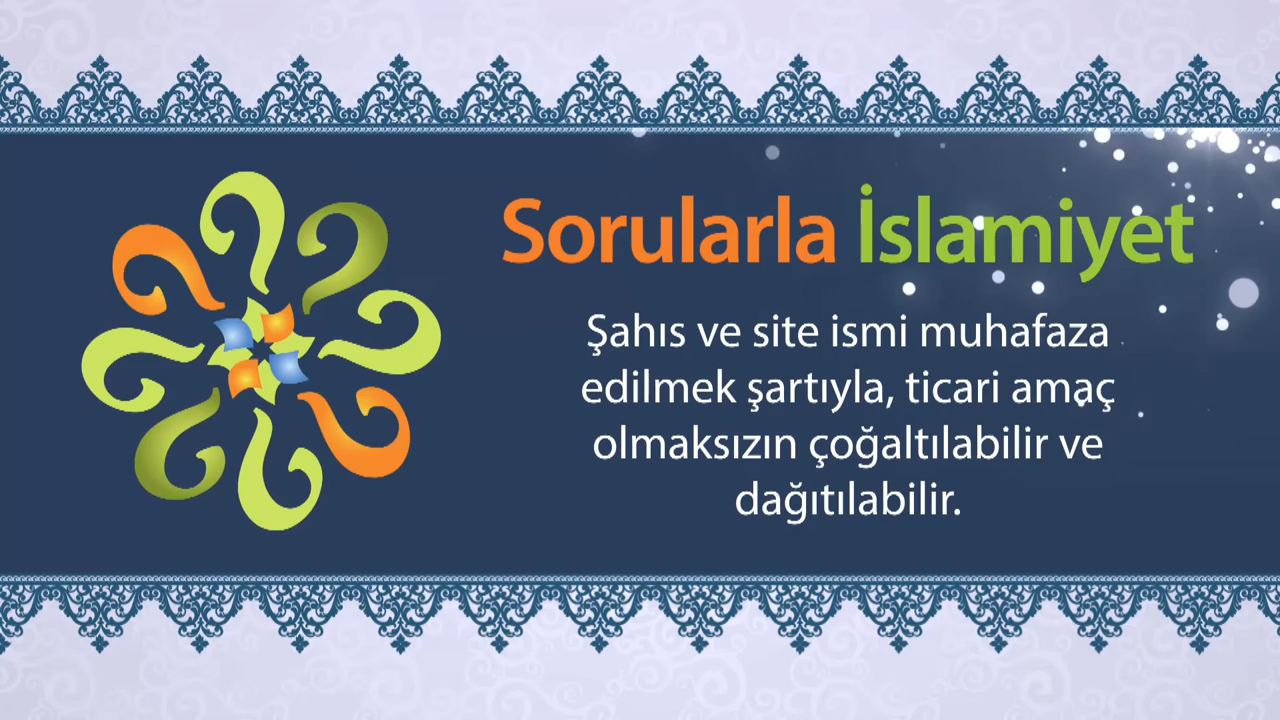 Sorularla İslamiyet
Şahıs ve site ismi muhafaza
edilmek şartıyla, ticari amaç
olmaksızın çoğaltılabilir ve
dağıtılabilir.